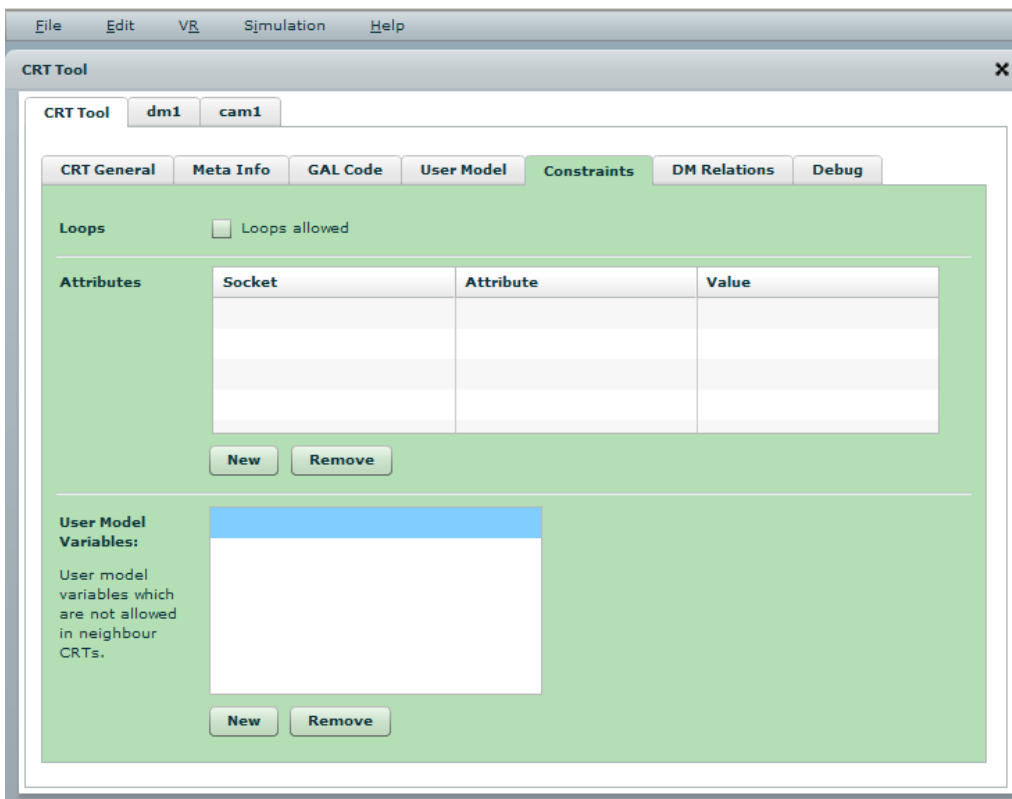 File Edit VR Simulation Help
CRT Tool
CRT Tool dm1 cam1
CRT General Meta Info GAL Code User Model Constraints DM Relations Debug
Loops Loops allowed
Attributes Socket Attribute Value
New Remove
User Model
Variables:
User model
variables which
are not allowed
in neighbour
CRTs.
New Remove